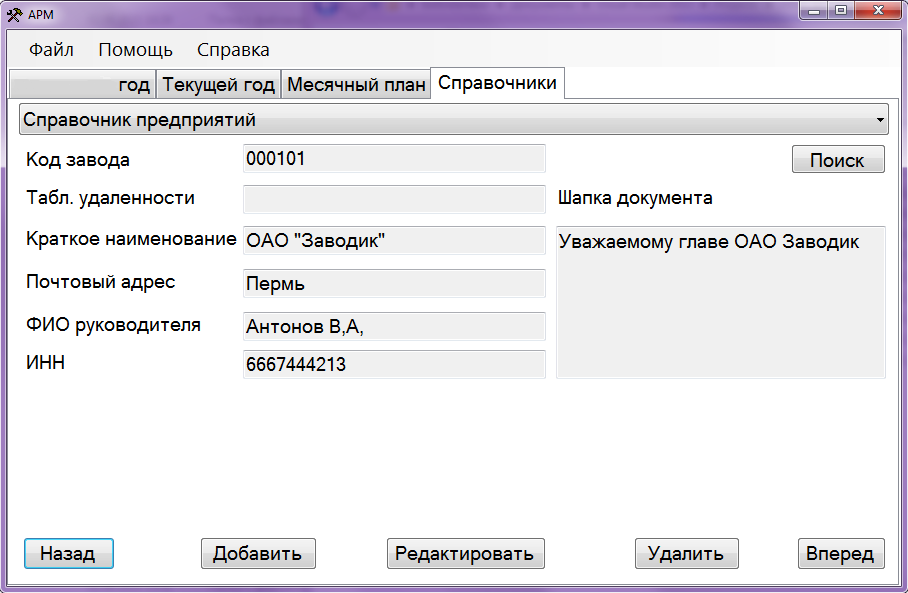 АРМ
Файл Помощь Справка
год Текущей год Месячный план Справочники
Справочник предприятий
Код завода 000101 Поиск
Табл. удаленности Шапка документа
Краткое наименование ОАО "Заводик" Уважаемому главе ОАО Заводик
Почтовый адрес Пермь
ФИО руководителя Антонов В,А,
ИНН 6667444213
Назад Добавить Редактировать Удалить Вперед